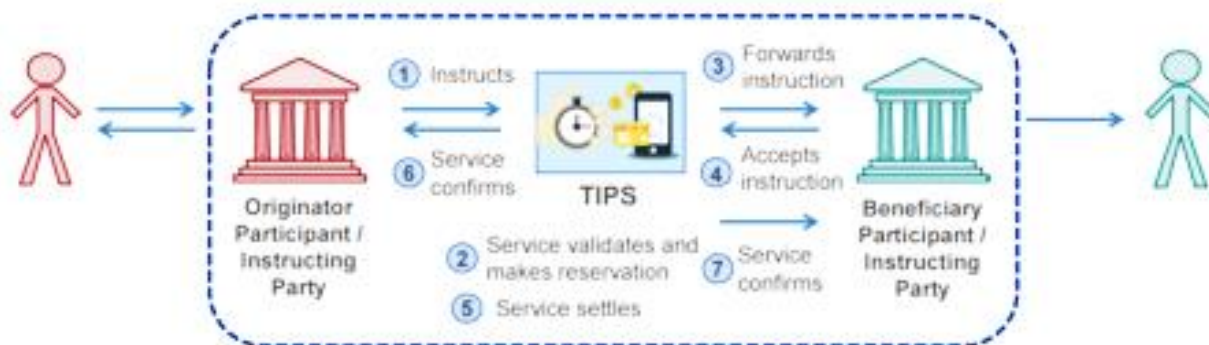 1 Instructs
3 Forwards
instruction
6 Service
confirms
TIPS
4 Accepts
instruction
Originator
Participant /
Instructing
Party
2 Service validates and
makes reservation
5 Service settles
7 Service
confirms
Beneficiary
Participant /
Instructing
Party